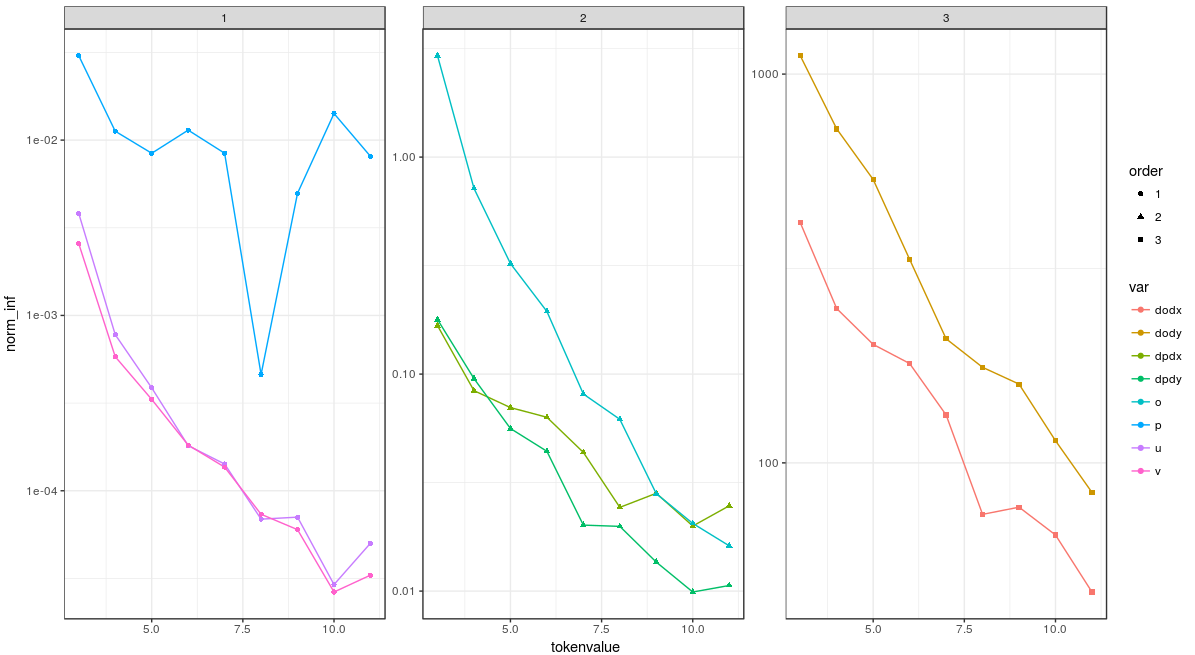 1
2
3
norm_inf
1e-02
1e-03
1e-04
5.0
7.5
10.0
1.00
0.10
0.01
5.0
7.5
10.0
1000
100
5.0
7.5
10.0
tokenvalue
order
1
2
3
var
dodx
dody
dpdx
dpdy
o
p
u
v